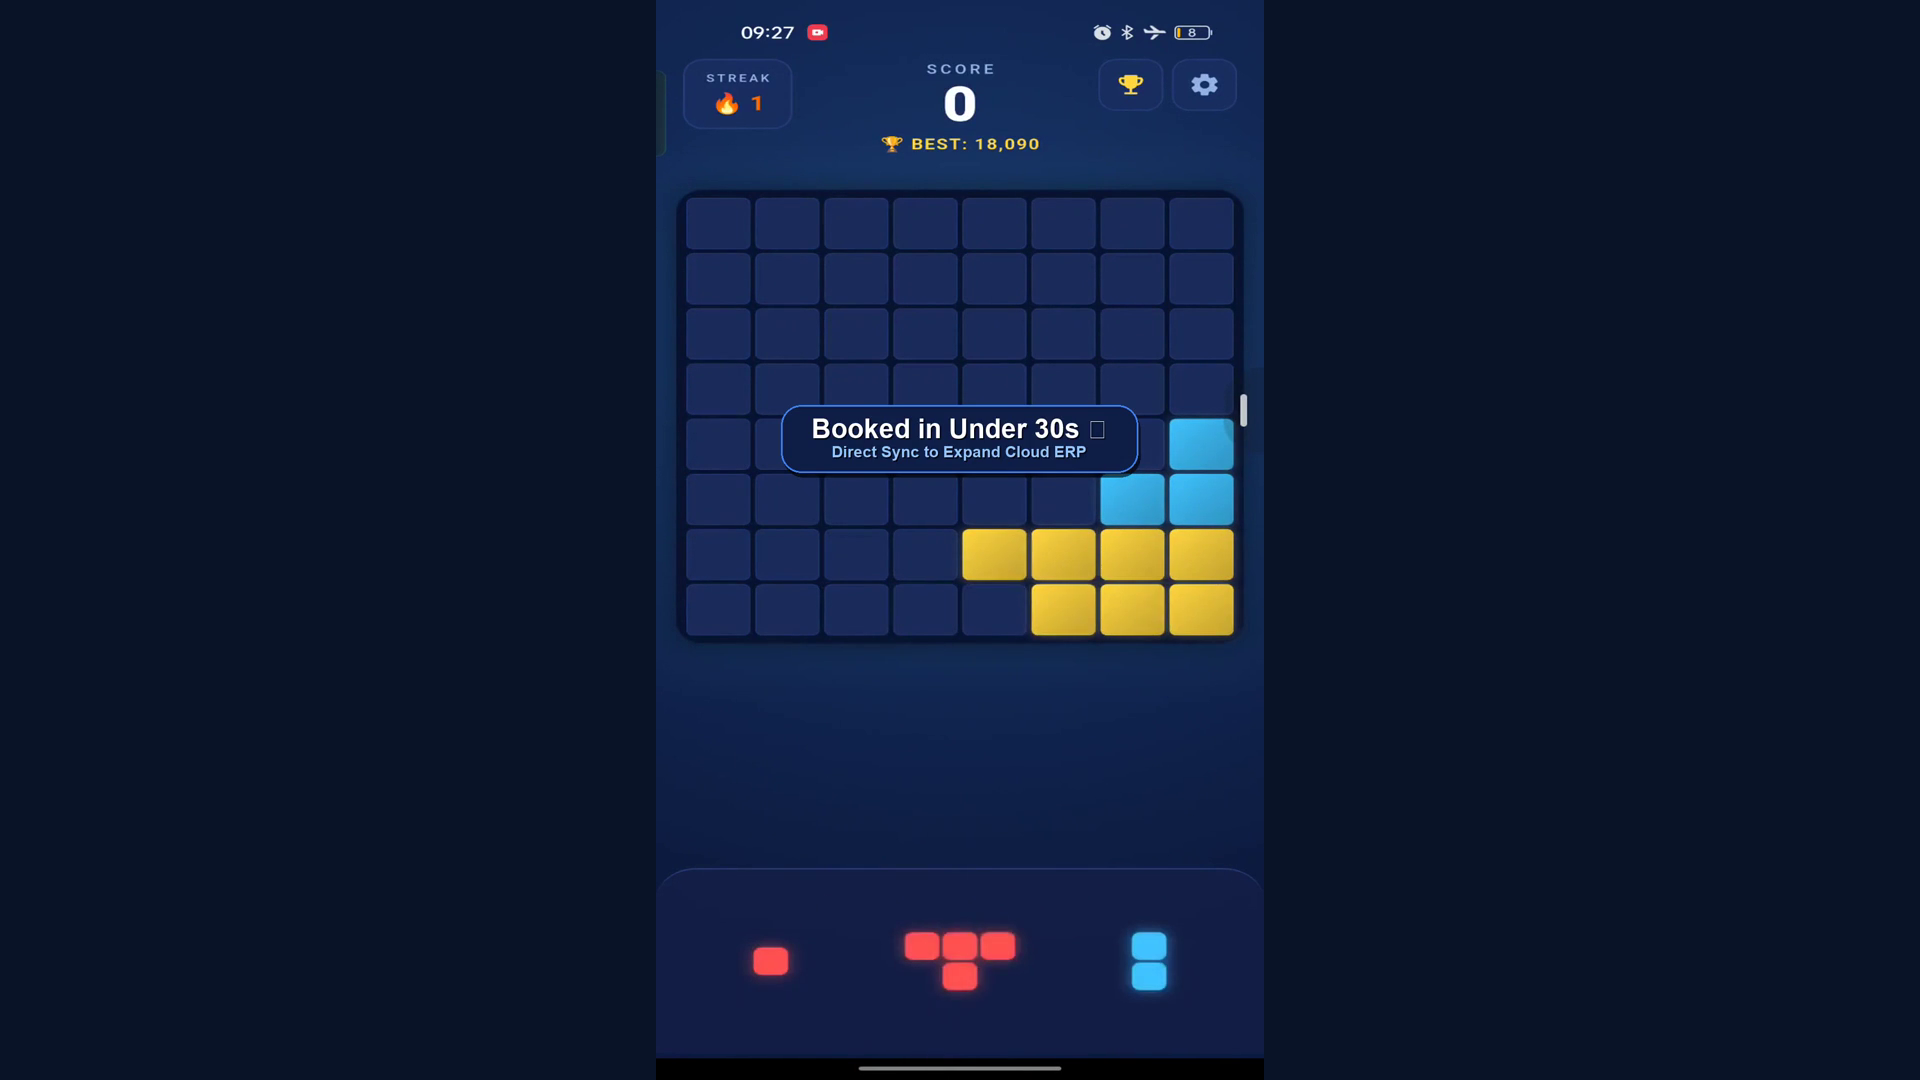 09:27
8
STREAK
🔥 1
SCORE
0
🏆 BEST: 18,090
Booked in Under 30s
Direct Sync to Expand Cloud ERP